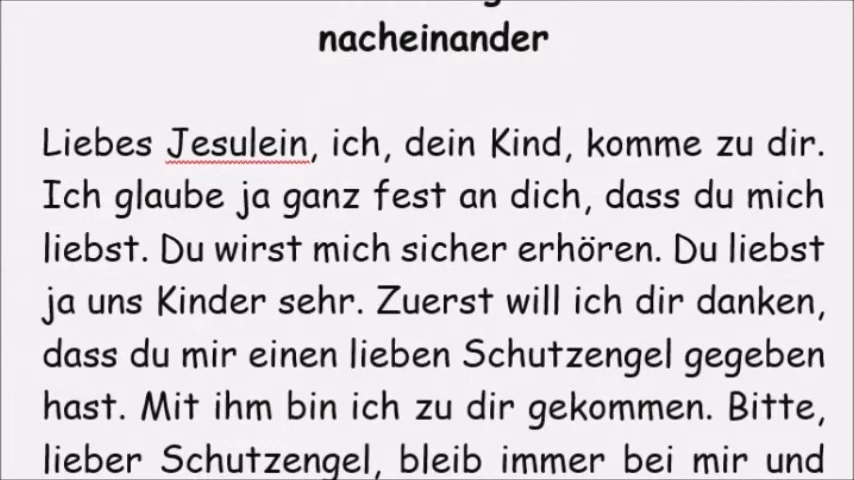 nacheinander
Liebes Jesulein, ich, dein Kind, komme zu dir.
Ich glaube ja ganz fest an dich, dass du mich
liebst. Du wirst mich sicher erhören. Du liebst
ja uns Kinder sehr. Zuerst will ich dir danken,
dass du mir einen lieben Schutzengel gegeben
hast. Mit ihm bin ich zu dir gekommen. Bitte,
lieber Schutzengel, bleib immer bei mir und